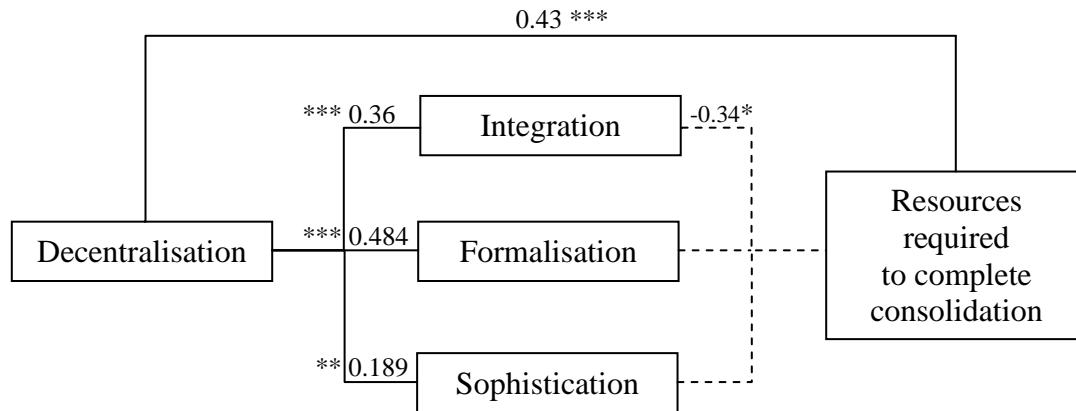 0.43 ***
*** 0.36
Integration
-0.34*
Decentralisation
*** 0.484
Formalisation
Resources
required
to complete
consolidation
** 0.189
Sophistication